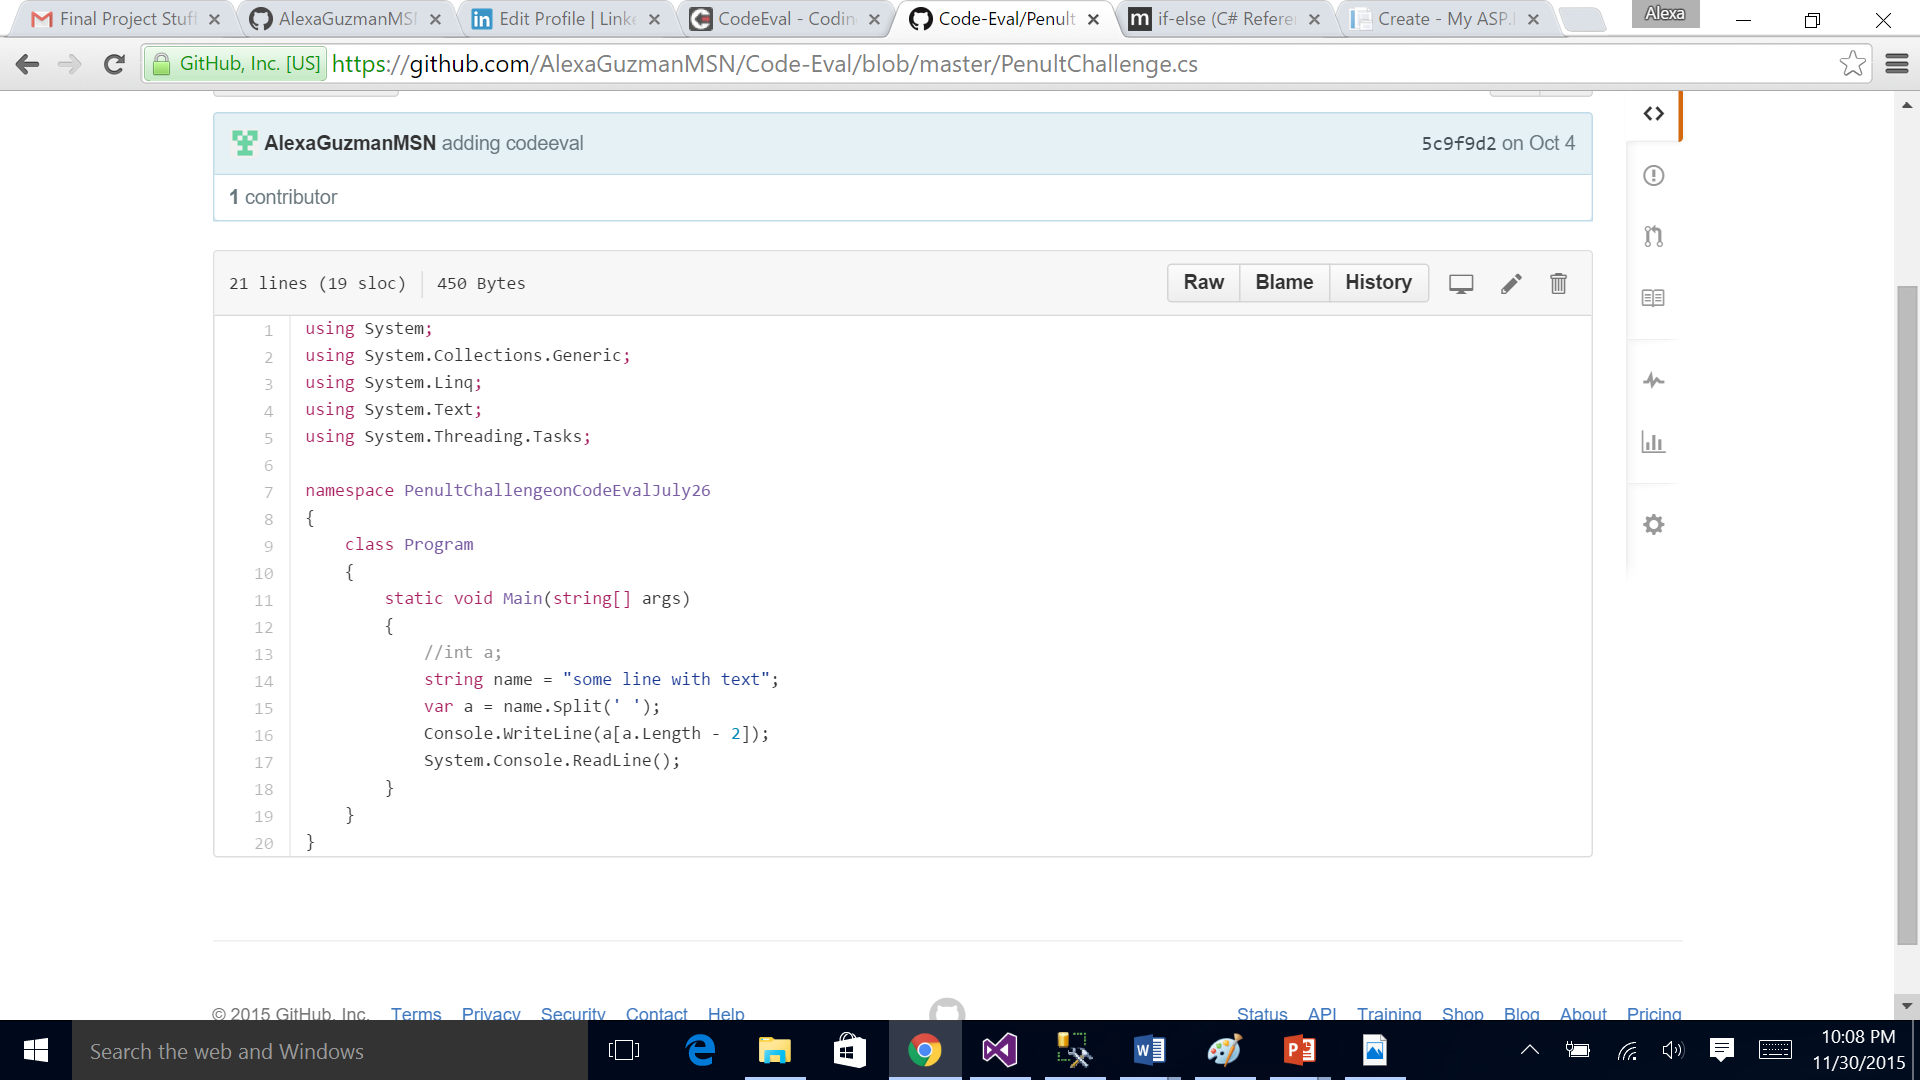 Final Project Stuf
AlexaGuzmanMS
Edit Profile | Link
CodeEval - Codin
Code-Eval/Penult
if-else (C# Refere
Create - My ASP.
Alexa
GitHub, Inc. [US]
https://github.com/AlexaGuzmanMSN/Code-Eval/blob/master/PenultChallenge.cs
AlexaGuzmanMSN adding codeeval
5c9f9d2 on Oct 4
1 contributor
21 lines (19 sloc)
450 Bytes
Raw
Blame
History
1 using System;
2 using System.Collections.Generic;
3 using System.Linq;
4 using System.Text;
5 using System.Threading.Tasks;
6
7 namespace PenultChallengeonCodeEvalJuly26
8 {
9 class Program
10 {
11 static void Main(string[] args)
12 {
13 //int a;
14 string name = "some line with text";
15 var a = name.Split(' ');
16 Console.WriteLine(a[a.Length - 2]);
17 System.Console.ReadLine();
18 }
19 }
20 }
© 2015 GitHub, Inc. Terms Privacy Security Contact Help
Status API Training Shop Blog About Pricing
Search the web and Windows
10:08 PM
11/30/2015